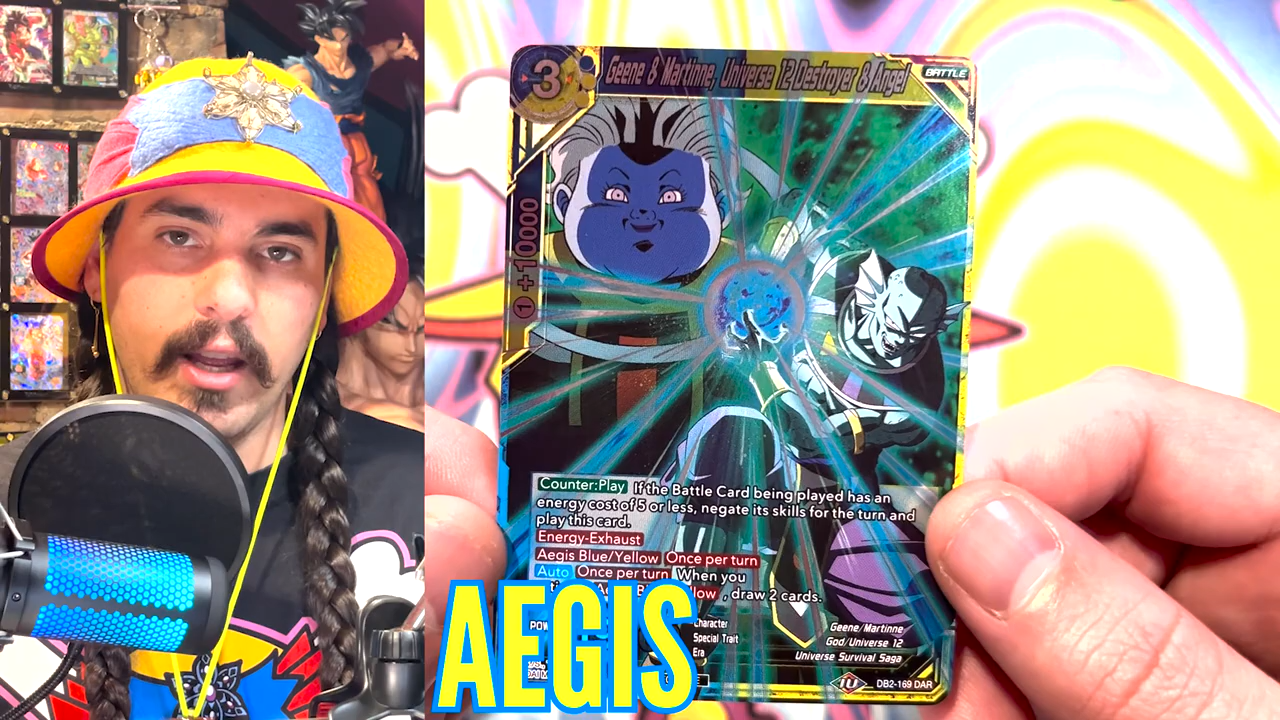 3
Geene & Martinne, Universe 12 Destroyer & Angel
BATTLE
1 +10000
Counter:Play If the Battle Card being played has an
energy cost of 5 or less, negate its skills for the turn and
play this card.
Energy-Exhaust
Aegis Blue/Yellow Once per turn
Auto Once per turn When you
, draw 2 cards.
AEGIS
Character
Geene/Martinne
Special Trait
God/Universe 12
Era
Universe Survival Saga
DB2-169 DAR